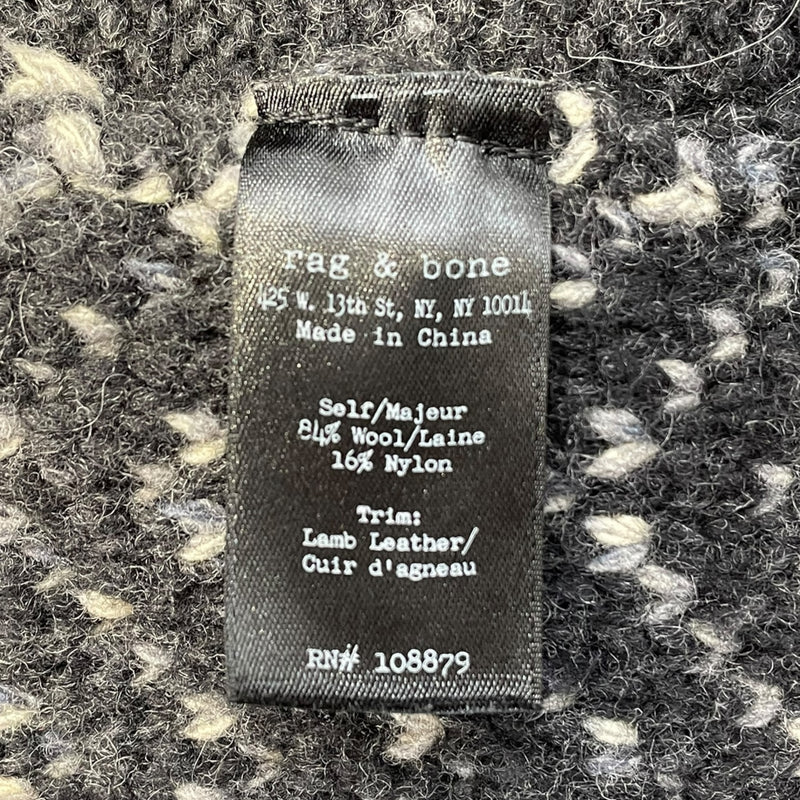 rag & bone
425 W. 13th St, NY, NY 10014
Made in China
Self/Majeur
84% Wool/Laine
16% Nylon
Trim:
Lamb Leather/
Cuir d'agneau
RN# 108879